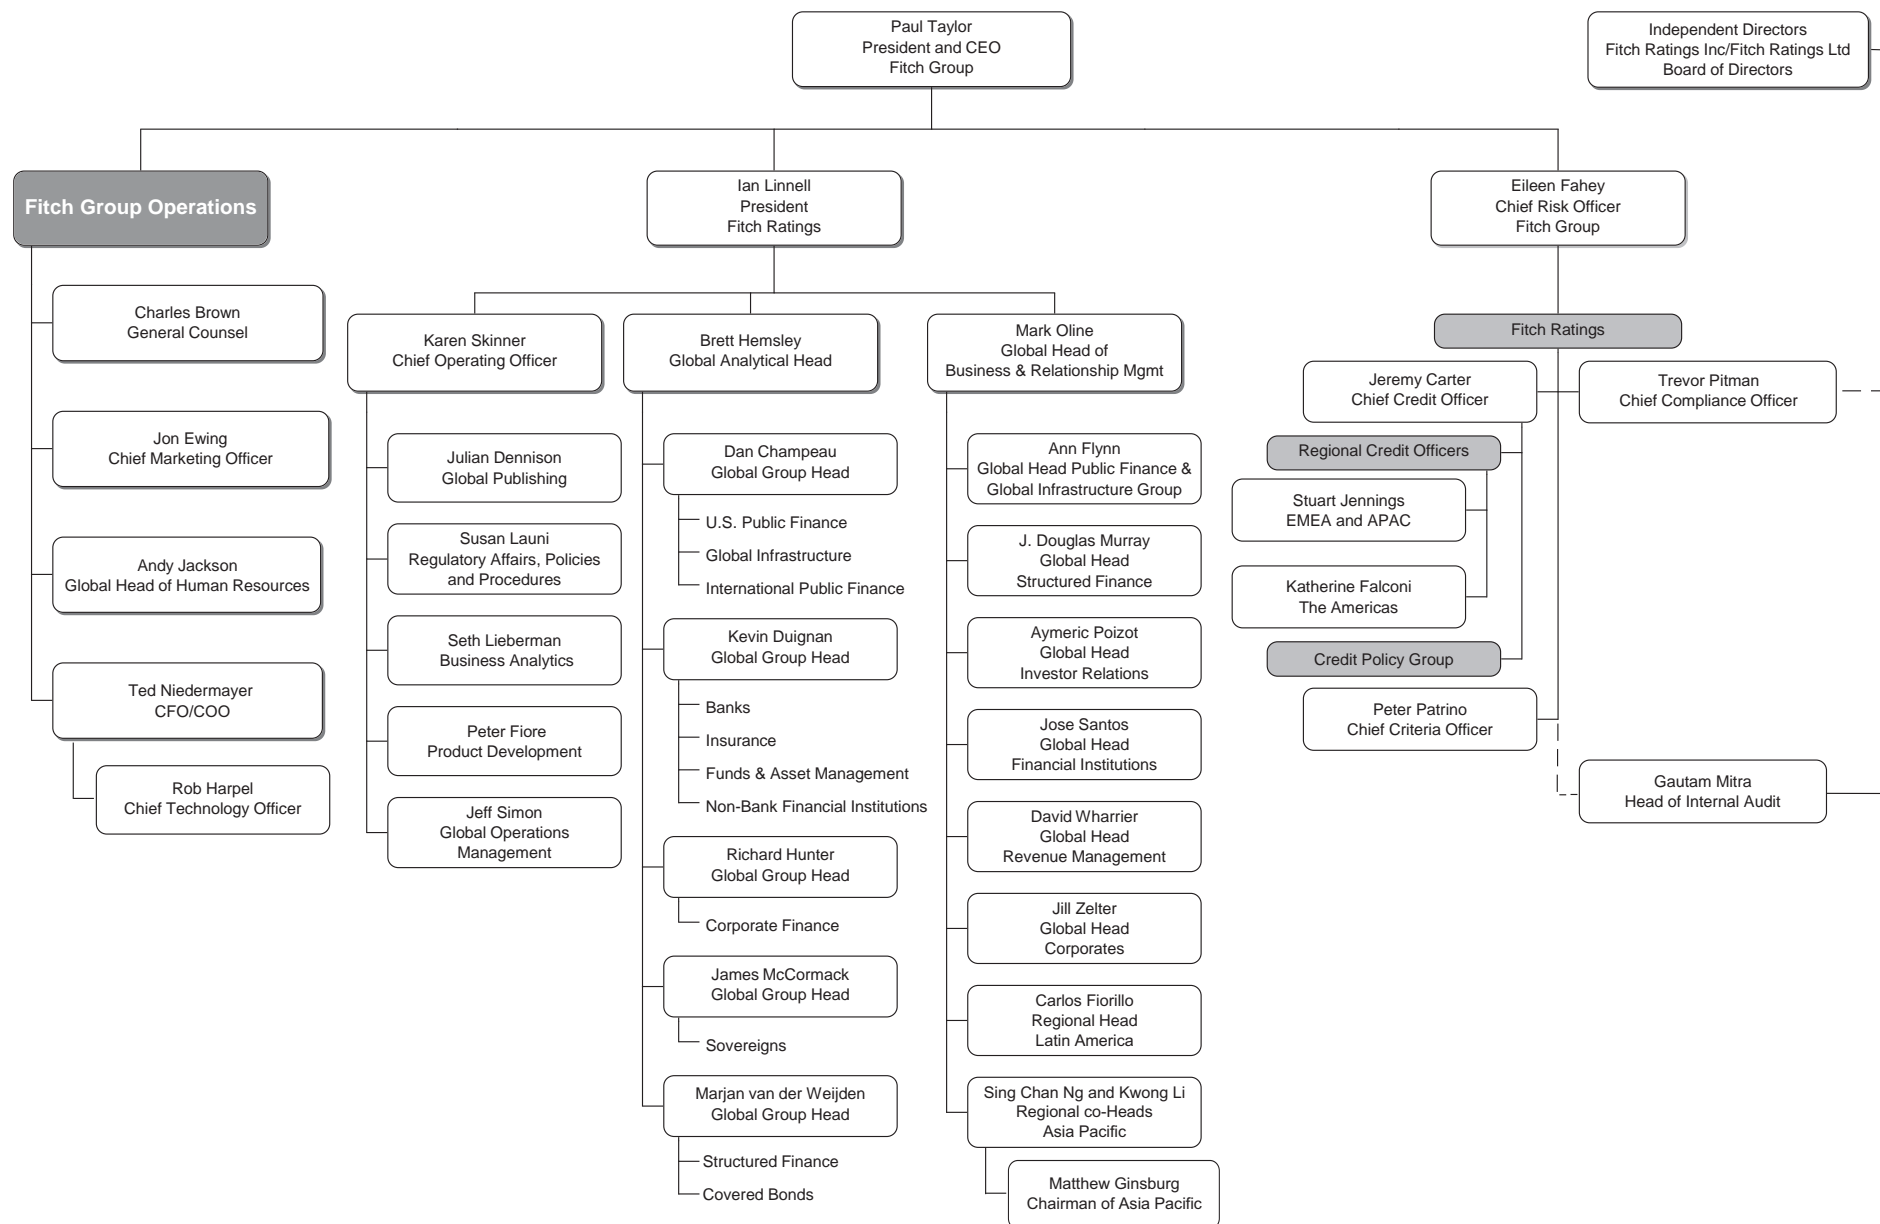 Paul Taylor
President and CEO
Fitch Group
Independent Directors
Fitch Ratings Inc/Fitch Ratings Ltd
Board of Directors
Fitch Group Operations
Charles Brown
General Counsel
Jon Ewing
Chief Marketing Officer
Andy Jackson
Global Head of Human Resources
Ted Niedermayer
CFO/COO
Rob Harpel
Chief Technology Officer
Ian Linnell
President
Fitch Ratings
Karen Skinner
Chief Operating Officer
Julian Dennison
Global Publishing
Susan Launi
Regulatory Affairs, Policies
and Procedures
Seth Lieberman
Business Analytics
Peter Fiore
Product Development
Jeff Simon
Global Operations
Management
Brett Hemsley
Global Analytical Head
Dan Champeau
Global Group Head
U.S. Public Finance
Global Infrastructure
International Public Finance
Kevin Duignan
Global Group Head
Banks
Insurance
Funds & Asset Management
Non-Bank Financial Institutions
Richard Hunter
Global Group Head
Corporate Finance
James McCormack
Global Group Head
Sovereigns
Marjan van der Weijden
Global Group Head
Structured Finance
Covered Bonds
Mark Oline
Global Head of
Business & Relationship Mgmt
Ann Flynn
Global Head Public Finance &
Global Infrastructure Group
J. Douglas Murray
Global Head
Structured Finance
Aymeric Poizot
Global Head
Investor Relations
Jose Santos
Global Head
Financial Institutions
David Wharrier
Global Head
Revenue Management
Jill Zelter
Global Head
Corporates
Carlos Fiorillo
Regional Head
Latin America
Sing Chan Ng and Kwong Li
Regional co-Heads
Asia Pacific
Matthew Ginsburg
Chairman of Asia Pacific
Eileen Fahey
Chief Risk Officer
Fitch Group
Fitch Ratings
Jeremy Carter
Chief Credit Officer
Trevor Pitman
Chief Compliance Officer
Regional Credit Officers
Stuart Jennings
EMEA and APAC
Katherine Falconi
The Americas
Credit Policy Group
Peter Patrino
Chief Criteria Officer
Gautam Mitra
Head of Internal Audit